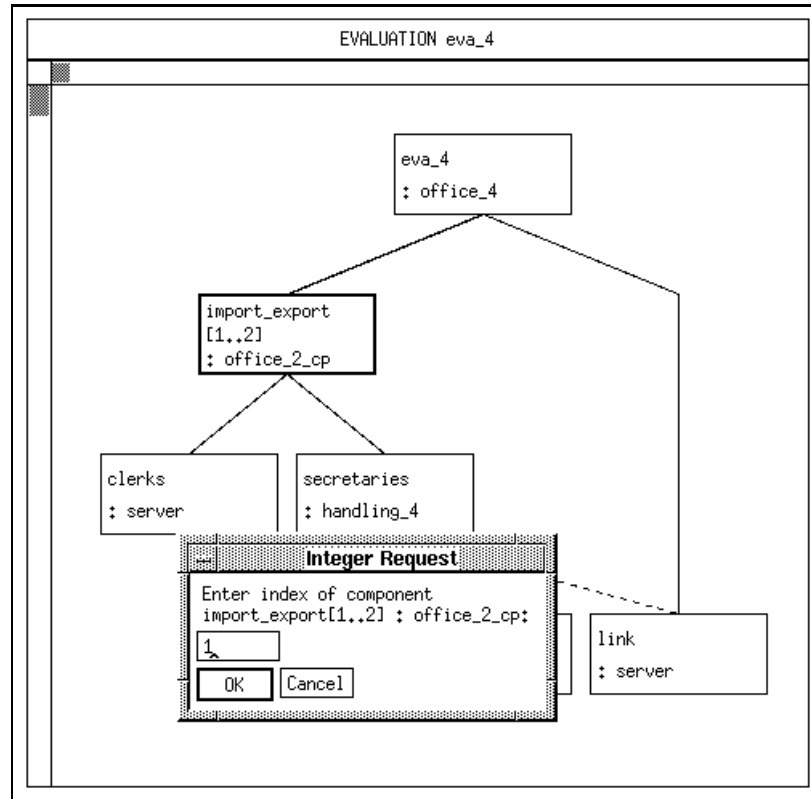 EVALUATION eva_4
eva_4
: office_4
import_export
[1..2]
: office_2_cp
clerks
: server
secretaries
: handling_4
Integer Request
Enter index of component
import_export[1..2] : office_2_cp:
1
OK
Cancel
link
: server